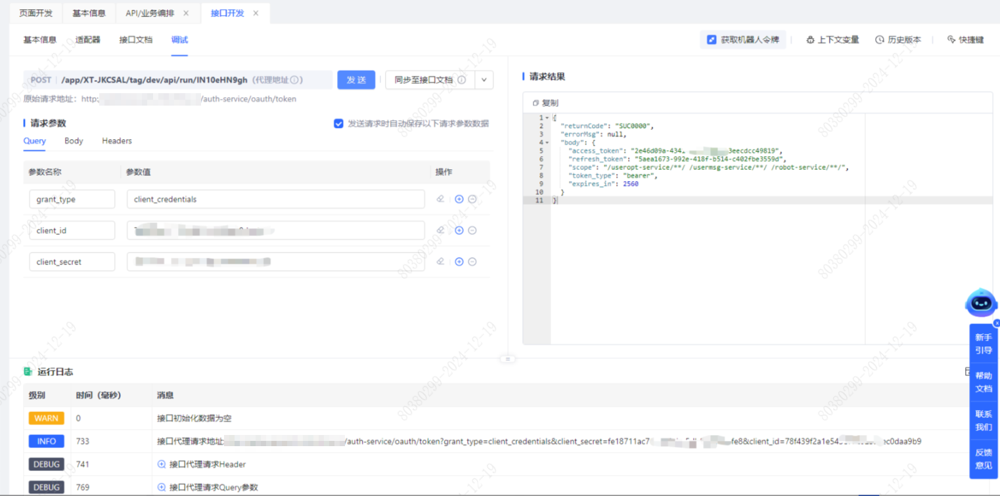 页面开发 基本信息 API/业务编排 × 接口开发 ×
基本信息 适配器 接口文档 调试 获取机器人令牌 上下文变量 历史版本 快捷键
POST /app/XT-JKCSAL/tag/dev/api/run/IN10eHN9gh (代理地址) 发送 同步至接口文档
原始请求地址: http: /auth-service/oauth/token
请求参数 发送请求时自动保存以下请求参数数据
Query Body Headers
参数名称 参数值 操作
grant_type client_credentials
client_id
client_secret
请求结果
复制
1 {
2 "returnCode": "SUC0000",
3 "errorMsg": null,
4 "body": {
5 "access_token": "2e46d09a-434 3eecdcc49819",
6 "refresh_token": "5aea1673-992e-418f-b514-c402fbe3559d",
7 "scope": "/useropt-service/**/ /usermsg-service/**/ /robot-service/**/",
8 "token_type": "bearer",
9 "expires_in": 2560
10 }
11 }
新手
引导
帮助
文档
联系
我们
反馈
意见
运行日志
级别 时间(毫秒) 消息
WARN 0 接口初始化数据为空
INFO 733 接口代理请求地址: /auth-service/oauth/token?grant_type=client_credentials&client_secret=fe18711ac7 fe8&client_id=78f439f2a1e54 ec0daa9b9
DEBUG 741 接口代理请求Header
DEBUG 769 接口代理请求Query参数
80380299-2024-12-19